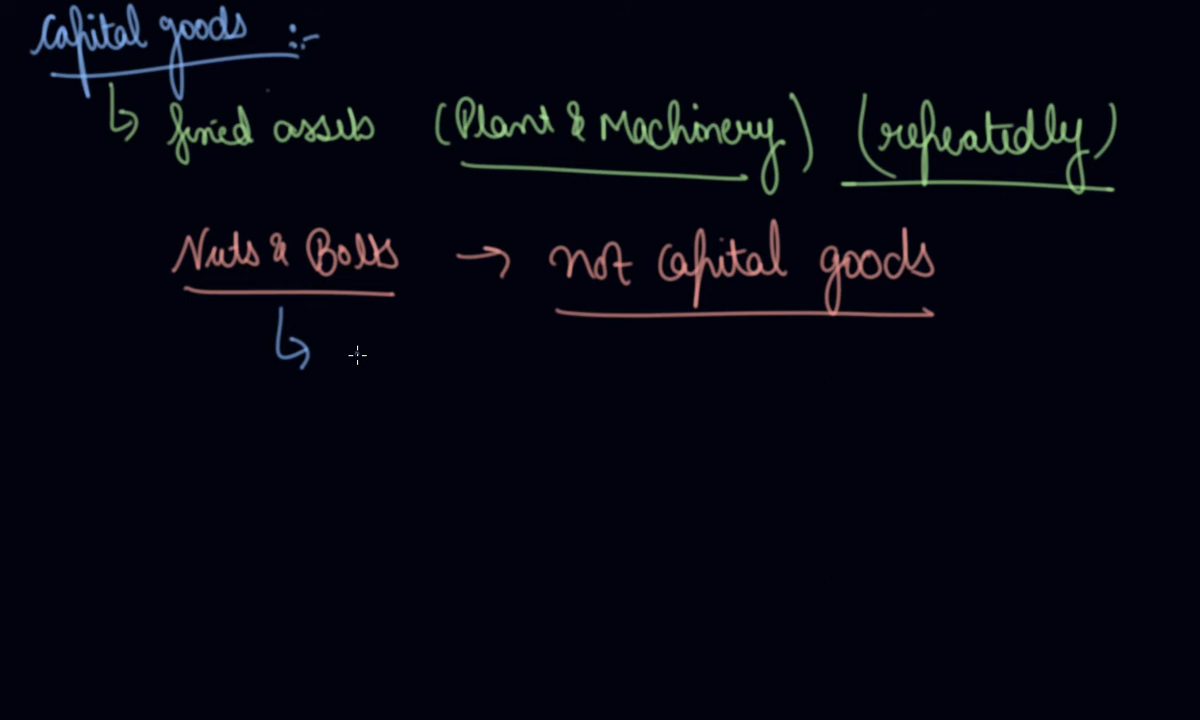 Capital goods :-
↳ fixed assets (Plant & Machinery) (repeatedly)
Nuts & Bolts → not capital goods
↳